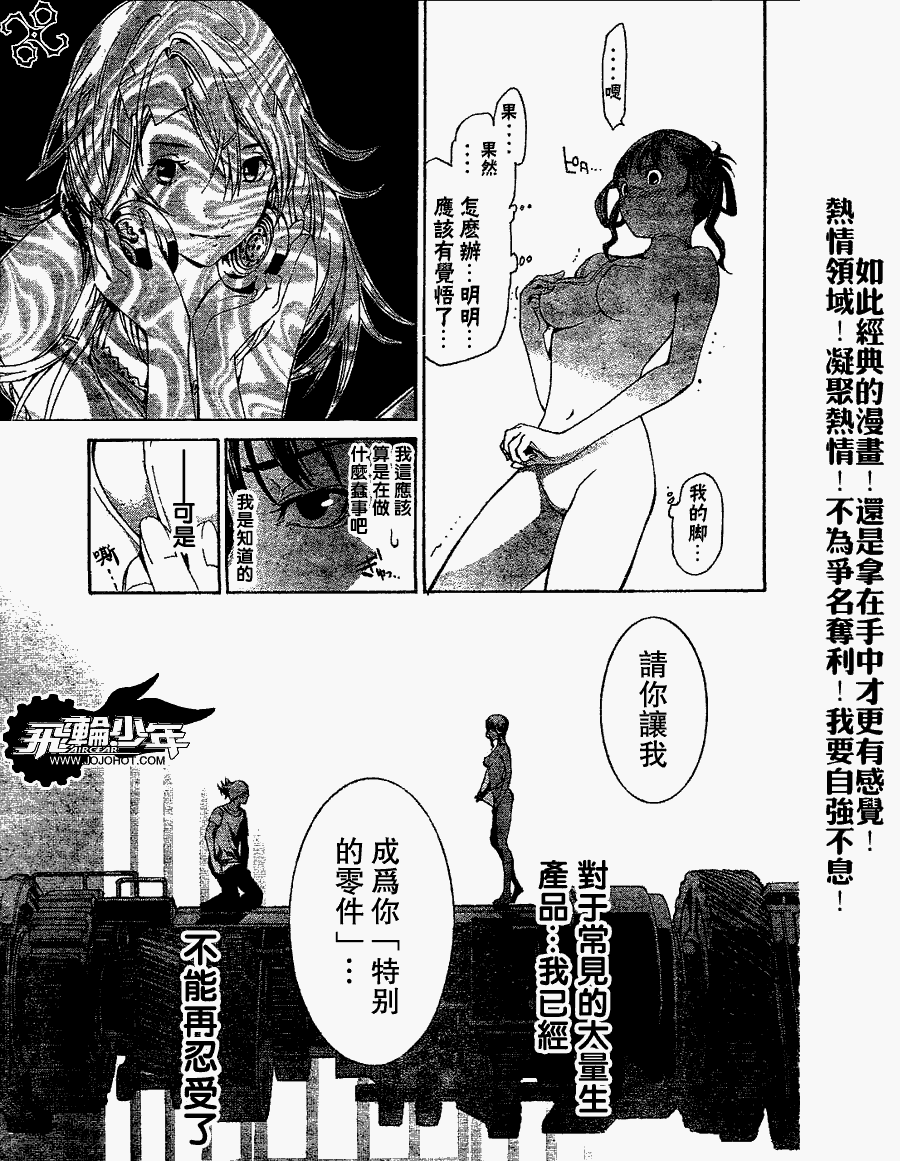 ……嗯
果……
果然……
怎麼辦…明明…
應該有覺悟了…
我的脚…
我這應該
算是在做
什麼蠢事吧
我是知道的
——可是
嘶
請你讓我
成爲你「特别
的零件」…
對于常見的大量生
產品…我已經
不能再忍受了
飛輪少年
AIRGEAR
WWW.JOJOHOT.COM
如此經典的漫畫！還是拿在手中才更有感覺！
熱情領域！凝聚熱情！不為爭名奪利！我要自強不息！